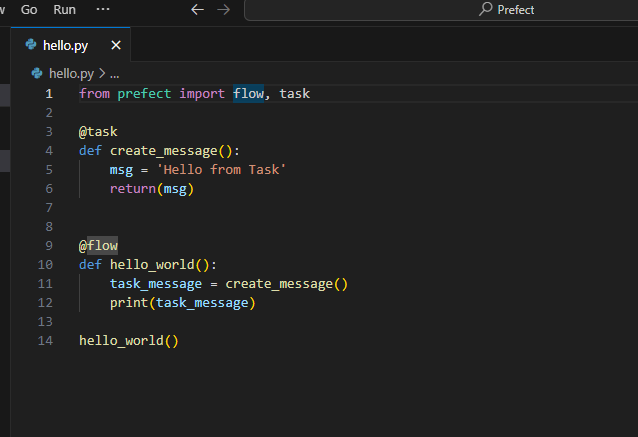 Go Run ... Prefect
hello.py
hello.py > ...
1 from prefect import flow, task
2
3 @task
4 def create_message():
5 msg = 'Hello from Task'
6 return(msg)
7
8
9 @flow
10 def hello_world():
11 task_message = create_message()
12 print(task_message)
13
14 hello_world()